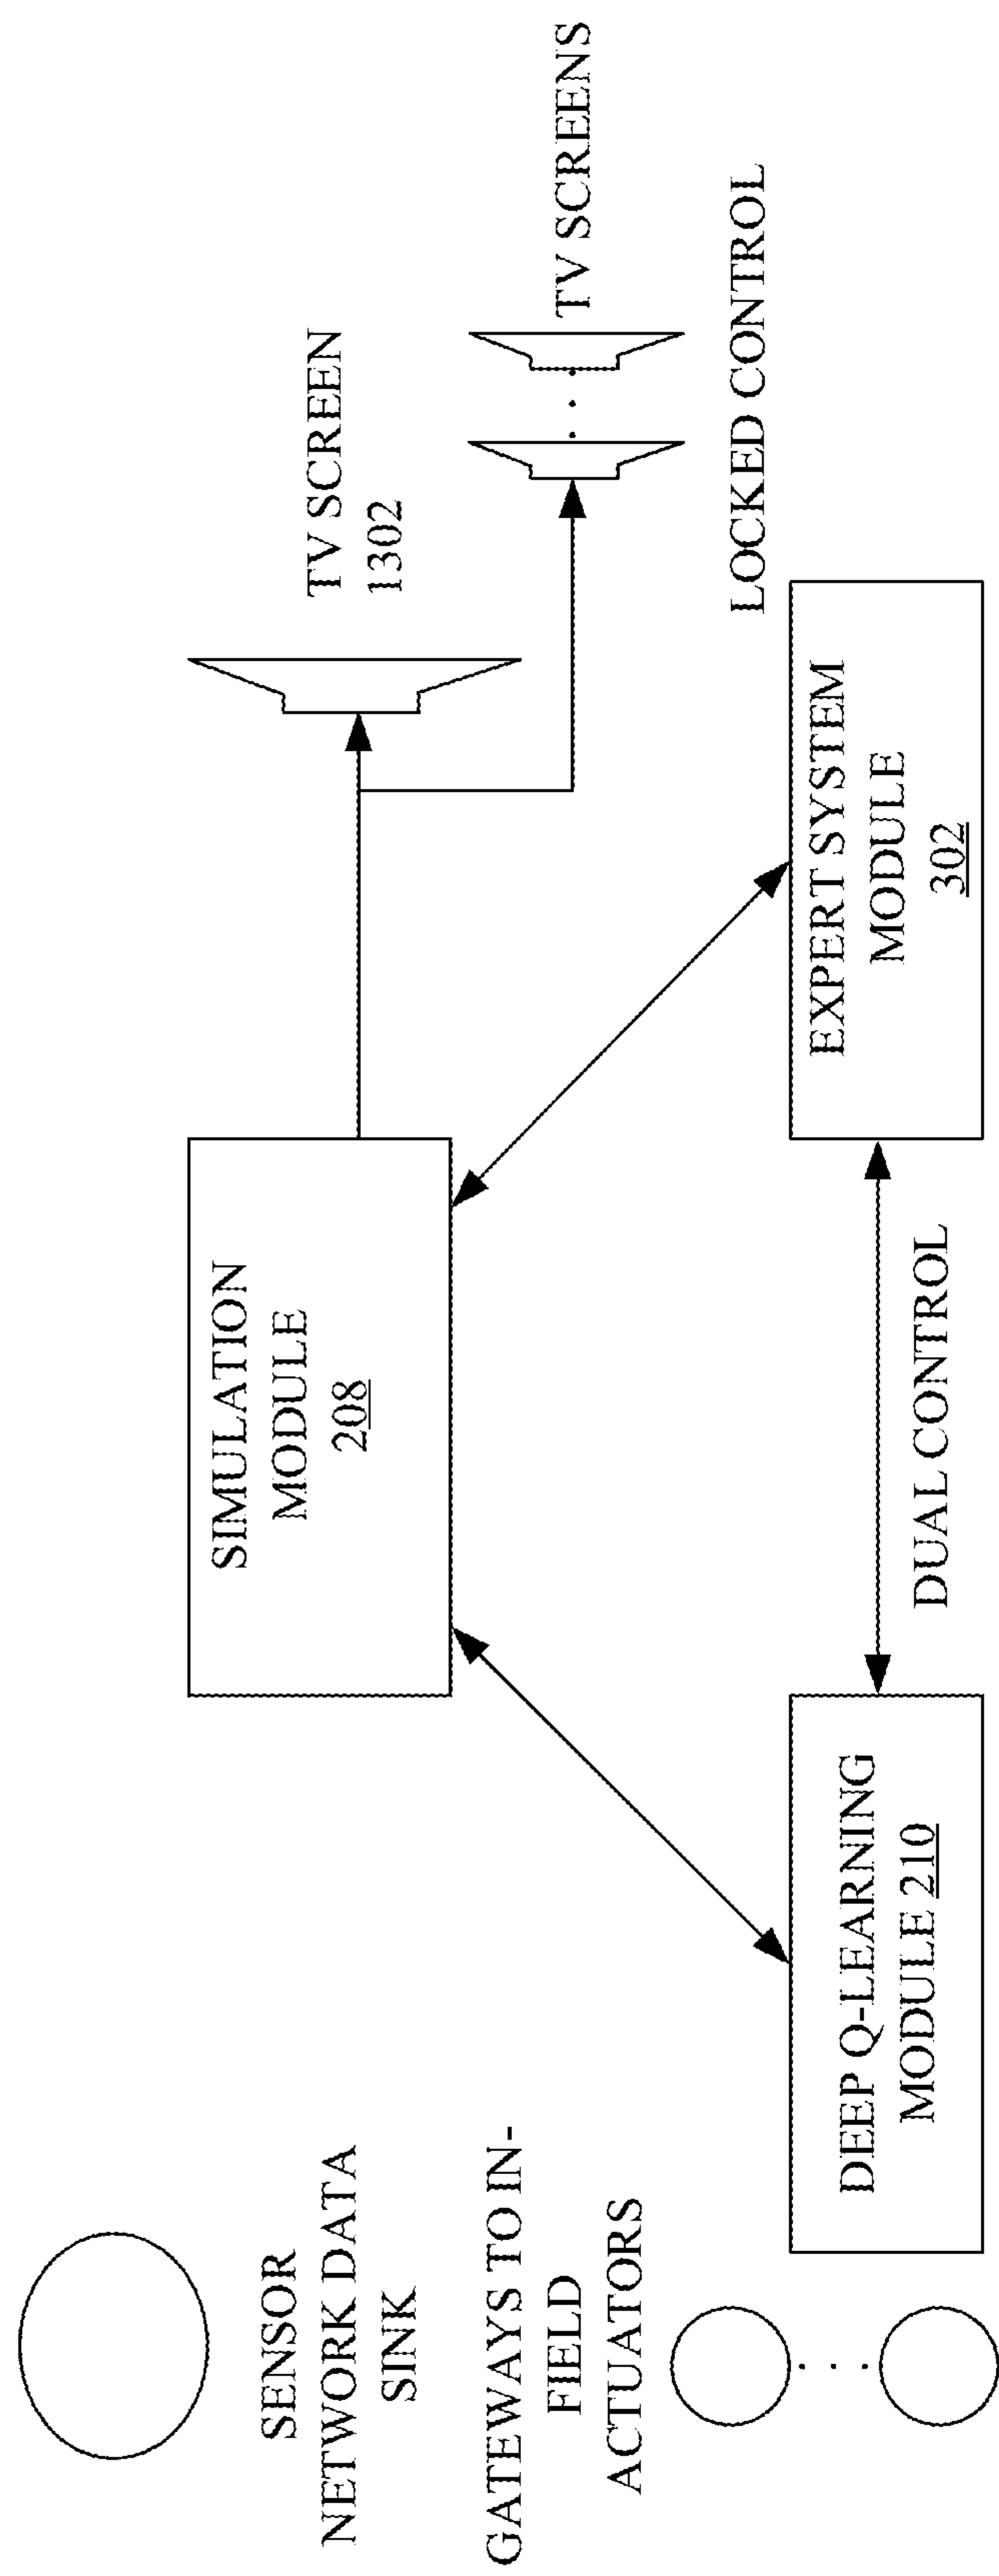 SENSOR
NETWORK DATA
SINK
SIMULATION
MODULE
208
TV SCREEN
1302
TV SCREENS
GATEWAYS TO IN-
FIELD
ACTUATORS
LOCKED CONTROL
DEEP Q-LEARNING
MODULE 210
DUAL CONTROL
EXPERT SYSTEM
MODULE
302